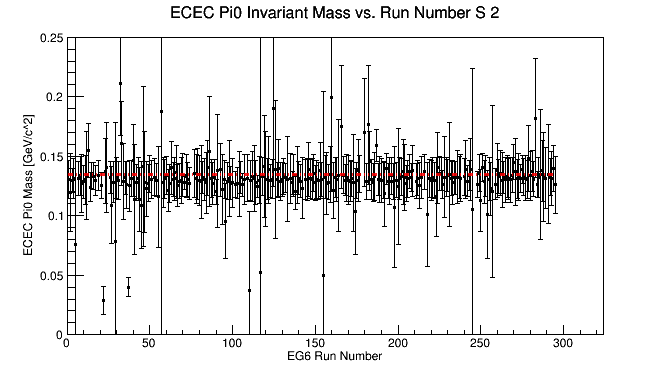 ECEC Pi0 Invariant Mass vs. Run Number S 2
ECEC Pi0 Mass [GeV/c^2]
0.25
0.2
0.15
0.1
0.05
0
0 50 100 150 200 250 300
EG6 Run Number